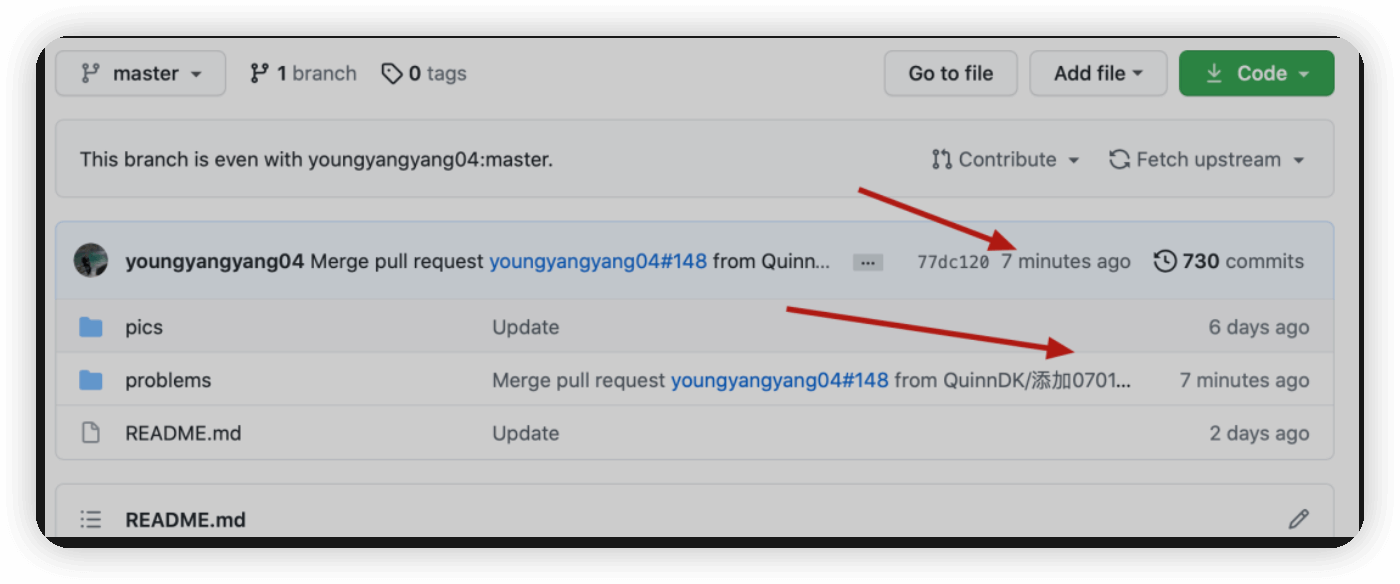 master 1 branch 0 tags Go to file Add file Code
This branch is even with youngyangyang04:master. Contribute Fetch upstream
youngyangyang04 Merge pull request youngyangyang04#148 from Quinn... ... 77dc120 7 minutes ago 730 commits
pics Update 6 days ago
problems Merge pull request youngyangyang04#148 from QuinnDK/添加0701... 7 minutes ago
README.md Update 2 days ago
README.md